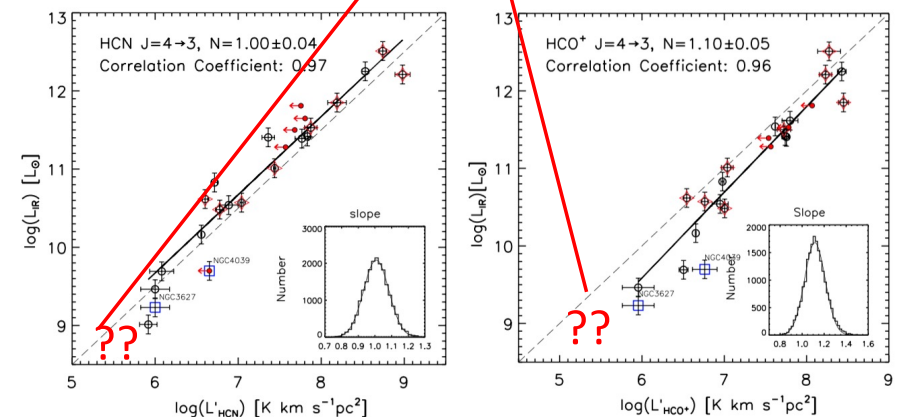 HCN J=4→3, N=1.00±0.04
Correlation Coefficient: 0.97
log(L_IR) [L_⊙]
13
12
11
10
9
NGC4039
NGC3627
??
slope
Number
3000
2000
1000
0
0.7 0.8 0.9 1.0 1.1 1.2 1.3
5 6 7 8 9
log(L'_HCN) [K km s⁻¹pc²]
HCO⁺ J=4→3, N=1.10±0.05
Correlation Coefficient: 0.96
log(L_IR)[L_⊙]
13
12
11
10
9
NGC4039
NGC3627
??
Slope
Number
2000
1500
1000
500
0
0.8 1.0 1.2 1.4 1.6
5 6 7 8 9
log(L'_HCO⁺) [K km s⁻¹pc²]